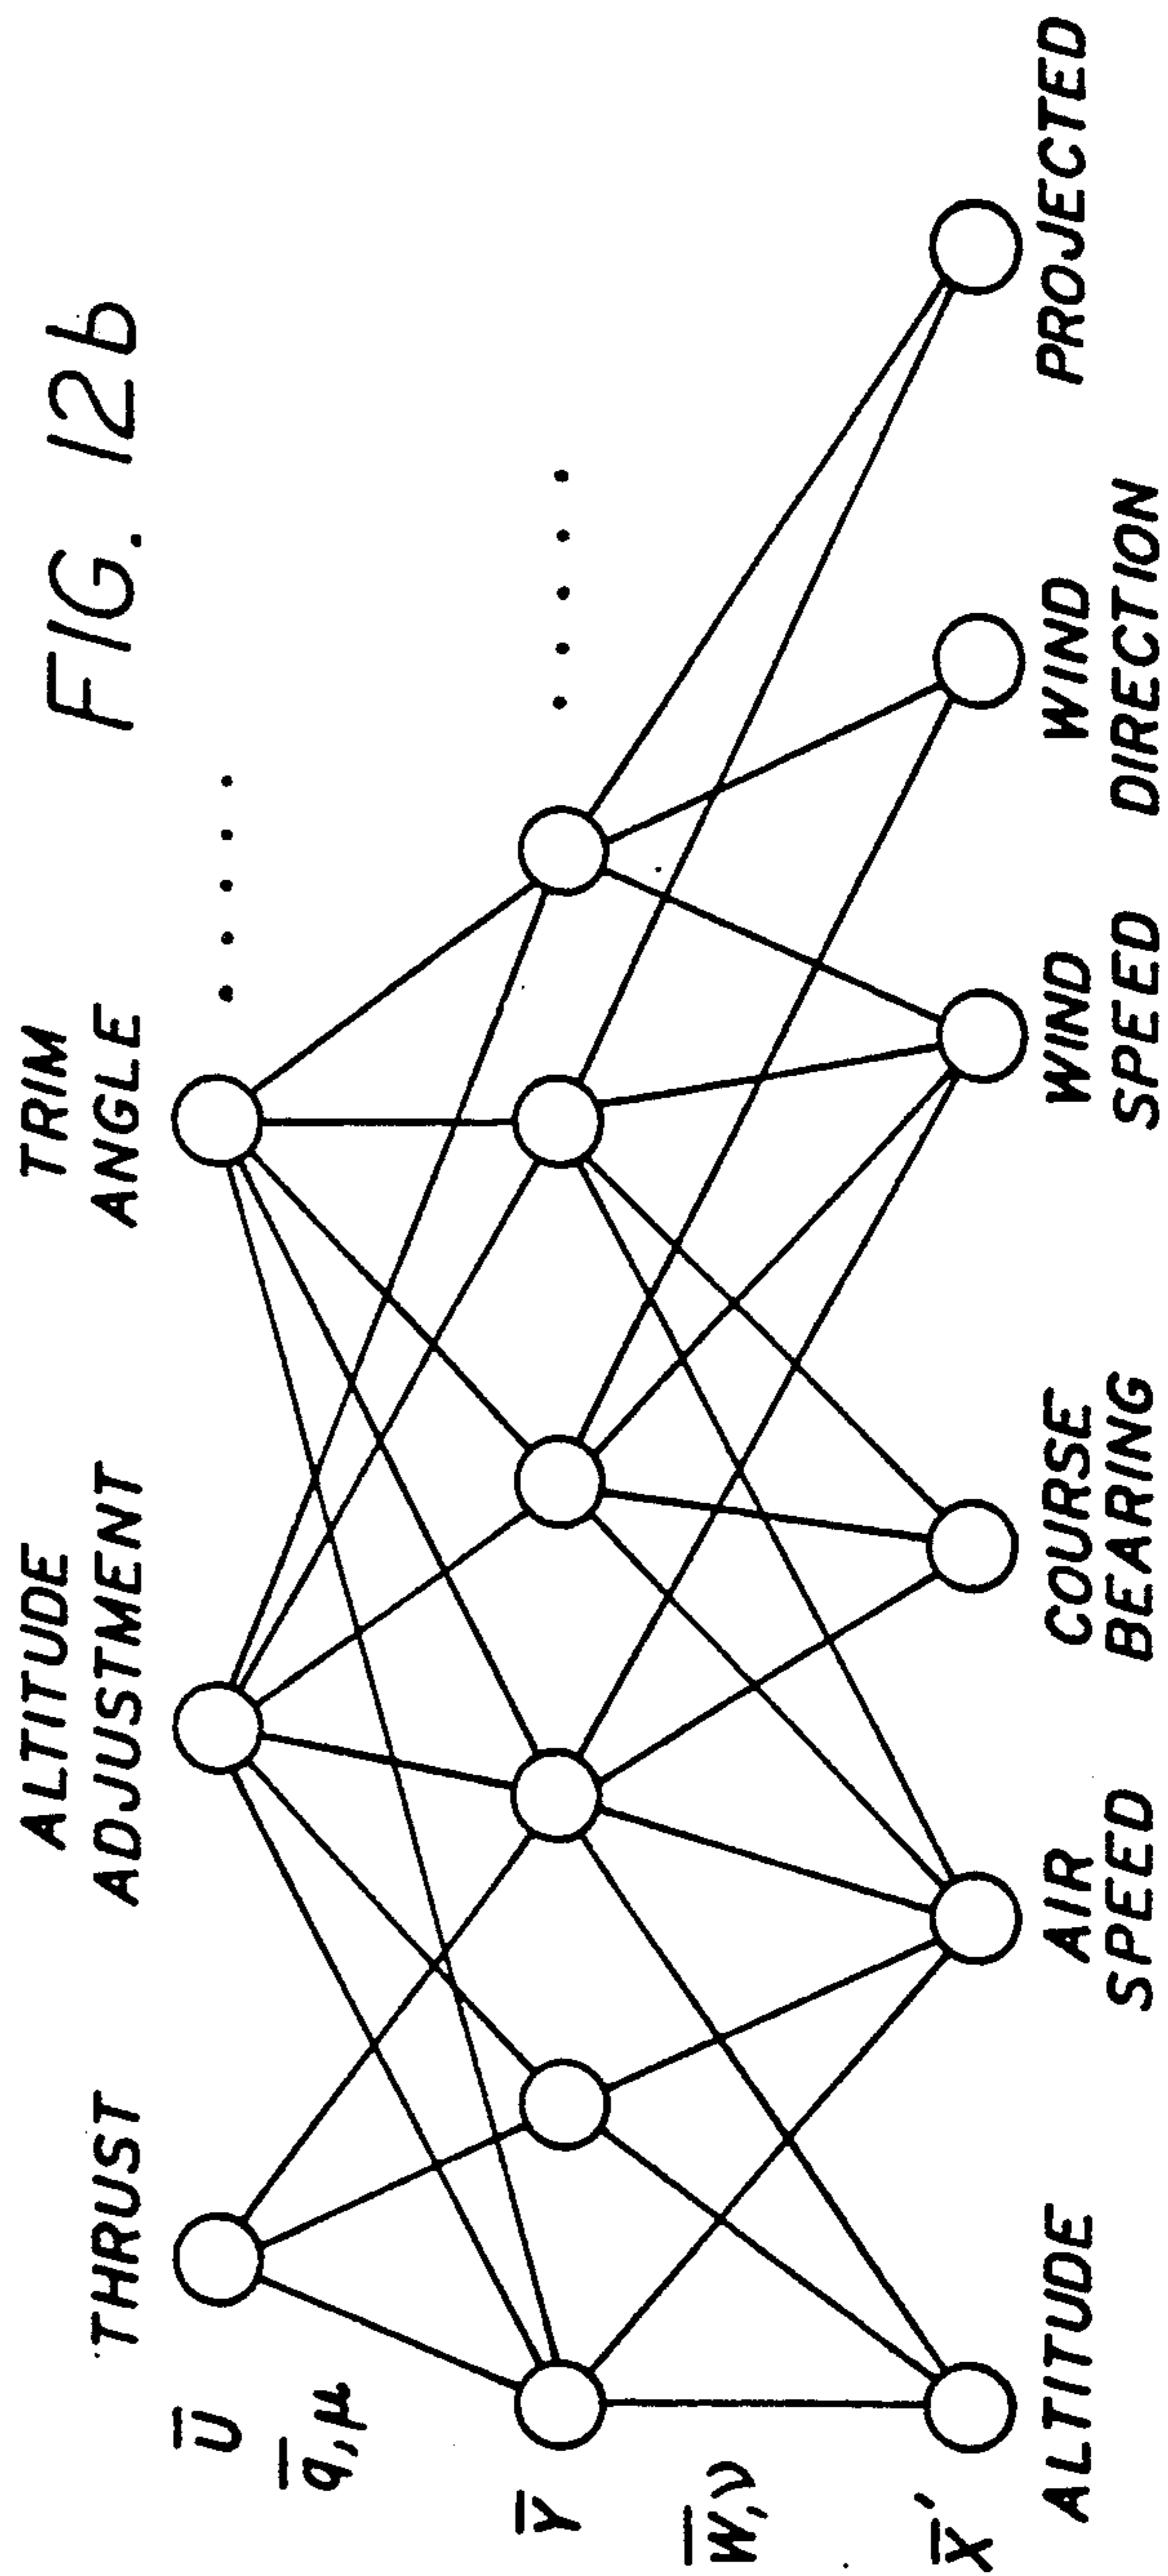 FIG. 12b
THRUST
ALTITUDE
ADJUSTMENT
TRIM
ANGLE
U̅
q̅,μ
Y̅
W̅,ν
X̅'
ALTITUDE
AIR
SPEED
COURSE
BEARING
WIND
SPEED
WIND
DIRECTION
PROJECTED